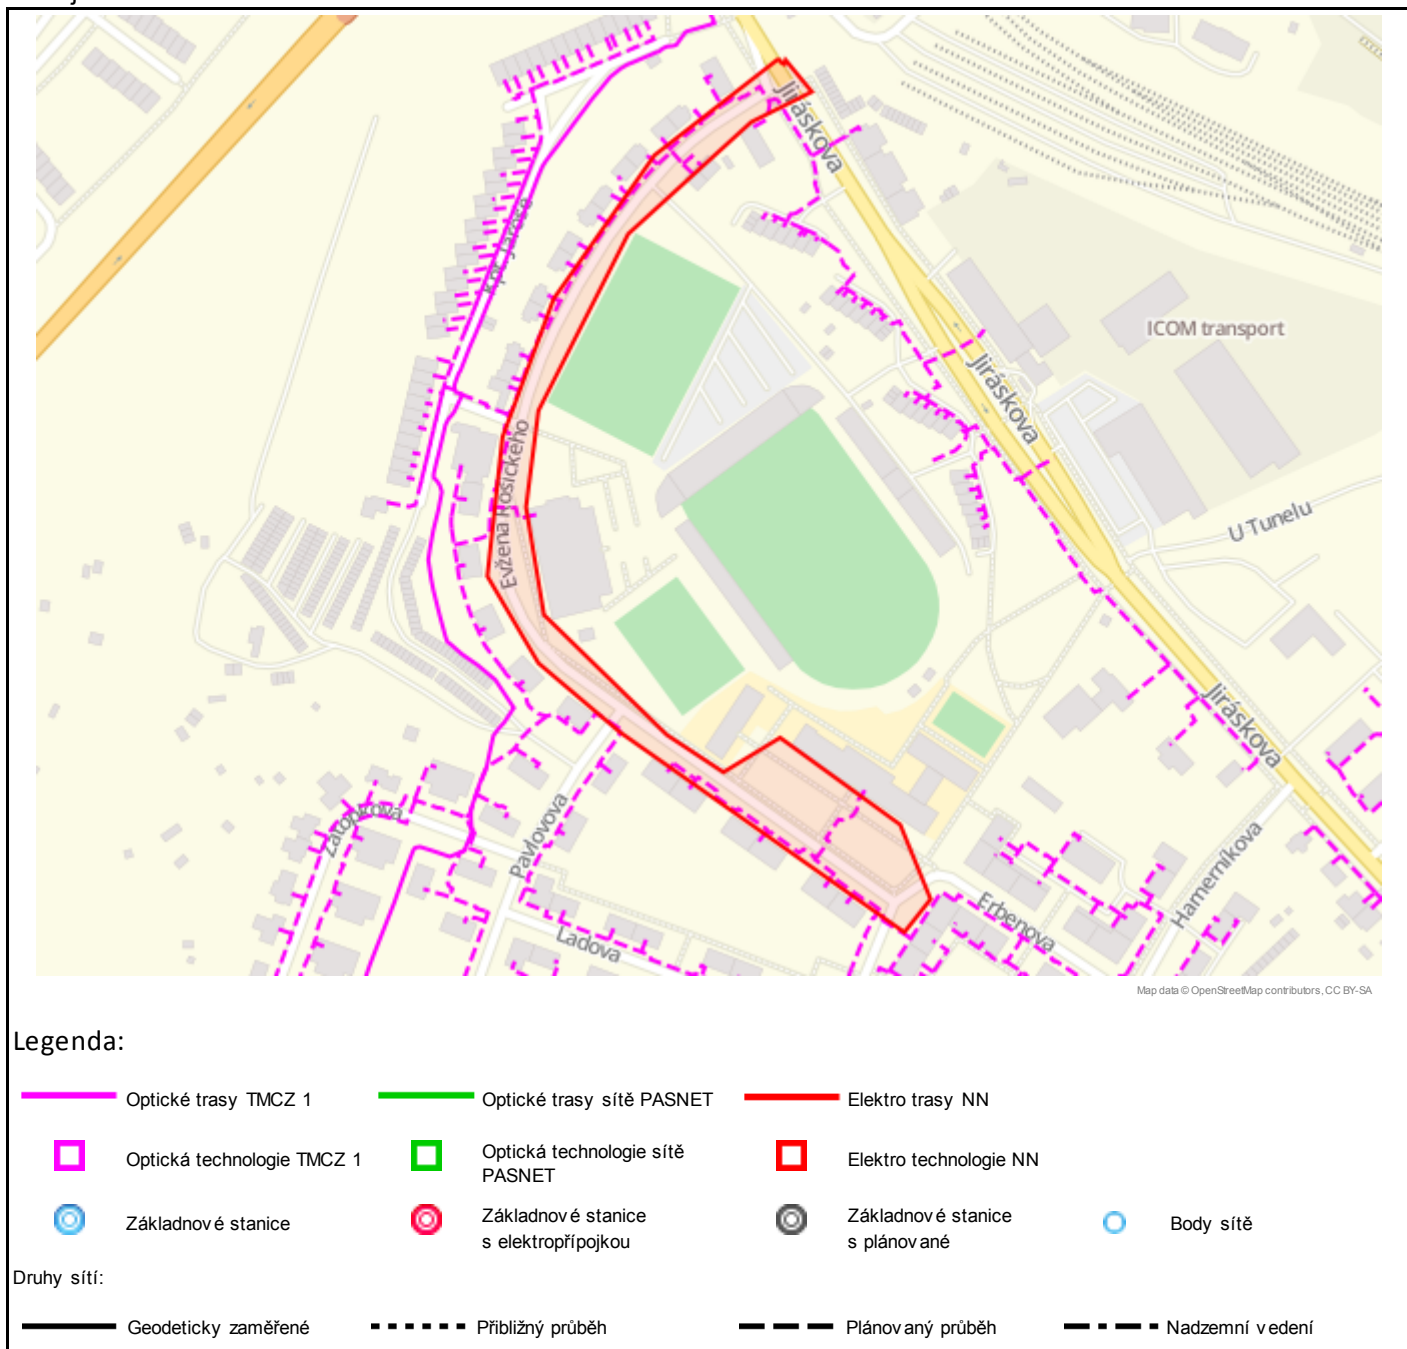 Jiráskova
Kpt. Jaroše
ICOM transport
Jiráskova
Evžena Rošického
U Tunelu
Jiráskova
Zátopkova
Pavlovova
Hamerníkova
Erbenova
Ladova
Map data © OpenStreetMap contributors, CC BY-SA
Legenda:
Optické trasy TMCZ 1
Optické trasy sítě PASNET
Elektro trasy NN
Optická technologie TMCZ 1
Optická technologie sítě
PASNET
Elektro technologie NN
Základnové stanice
Základnové stanice
s elektropřípojkou
Základnové stanice
s plánované
Body sítě
Druhy sítí:
Geodeticky zaměřené
Přibližný průběh
Plánovaný průběh
Nadzemní vedení